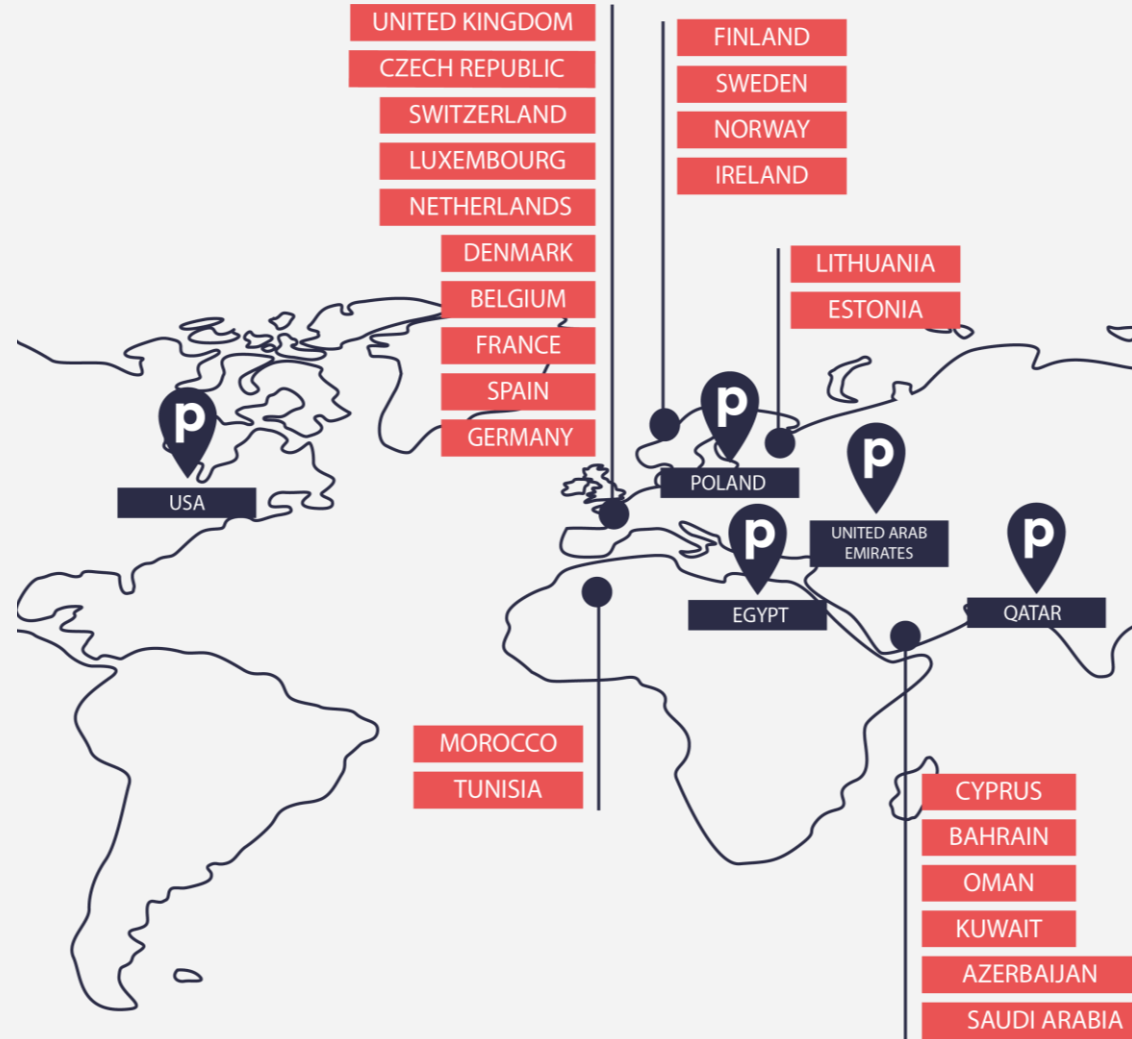 UNITED KINGDOM
CZECH REPUBLIC
SWITZERLAND
LUXEMBOURG
NETHERLANDS
DENMARK
BELGIUM
FRANCE
SPAIN
GERMANY
FINLAND
SWEDEN
NORWAY
IRELAND
LITHUANIA
ESTONIA
p
USA
p
POLAND
p
UNITED ARAB
EMIRATES
p
EGYPT
p
QATAR
MOROCCO
TUNISIA
CYPRUS
BAHRAIN
OMAN
KUWAIT
AZERBAIJAN
SAUDI ARABIA